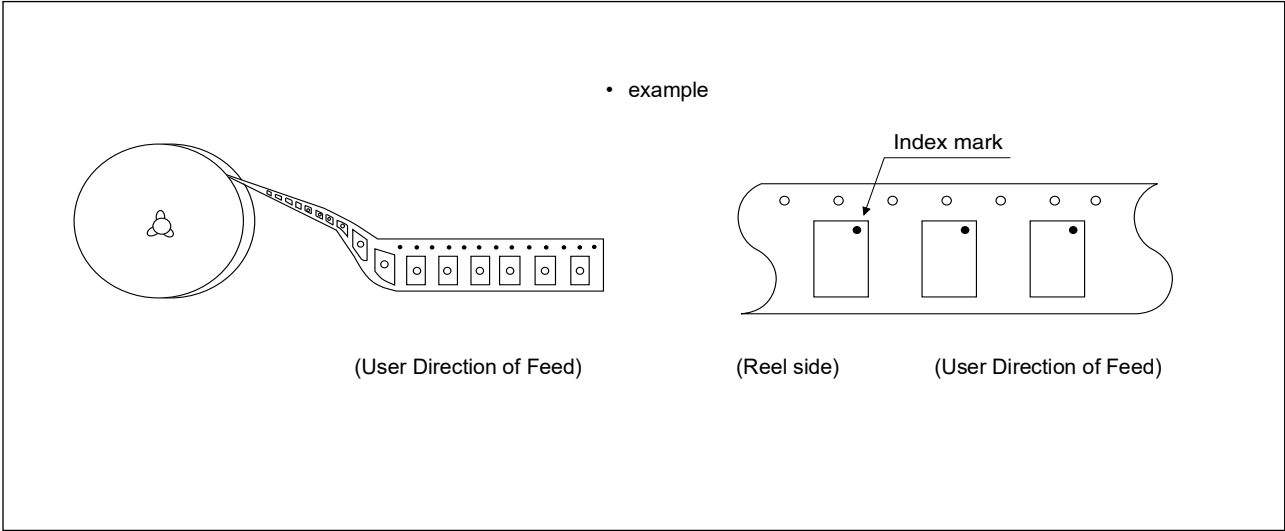 • example
Index mark
(User Direction of Feed)
(Reel side)
(User Direction of Feed)